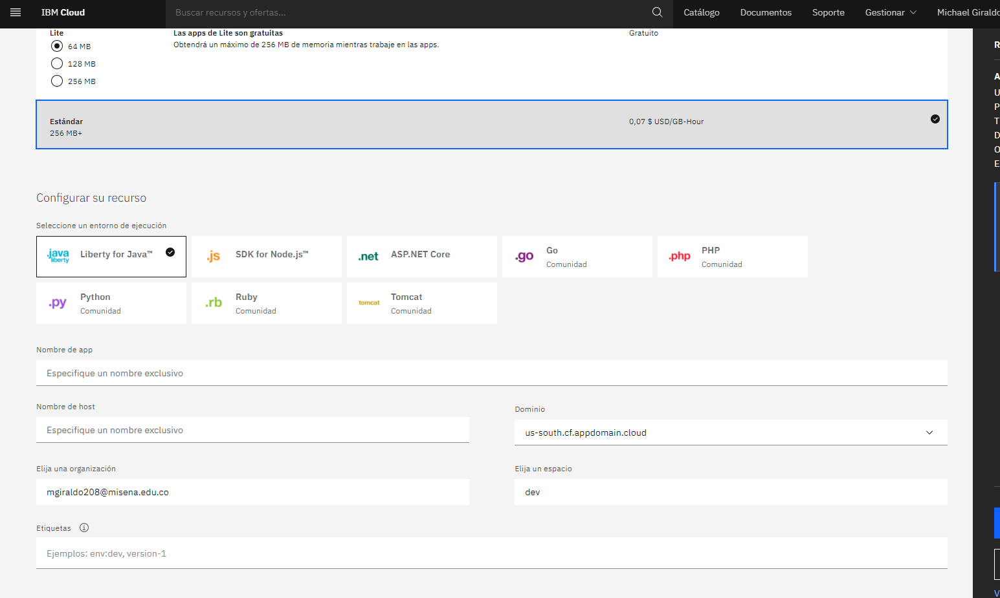 IBM Cloud
Buscar recursos y ofertas...
Catálogo
Documentos
Soporte
Gestionar
Michael Giraldo
Lite
Las apps de Lite son gratuitas
Gratuito
64 MB
Obtendrá un máximo de 256 MB de memoria mientras trabaje en las apps.
128 MB
256 MB
Estándar
0,07 $ USD/GB-Hour
256 MB+
Configurar su recurso
Seleccione un entorno de ejecución
.java
liberty
Liberty for Java™
.js
SDK for Node.js™
.net
ASP.NET Core
.go
Go
Comunidad
.php
PHP
Comunidad
.py
Python
Comunidad
.rb
Ruby
Comunidad
tomcat
Tomcat
Comunidad
Nombre de app
Especifique un nombre exclusivo
Nombre de host
Especifique un nombre exclusivo
Dominio
us-south.cf.appdomain.cloud
Elija una organización
mgiraldo208@misena.edu.co
Elija un espacio
dev
Etiquetas
Ejemplos: env:dev, version-1